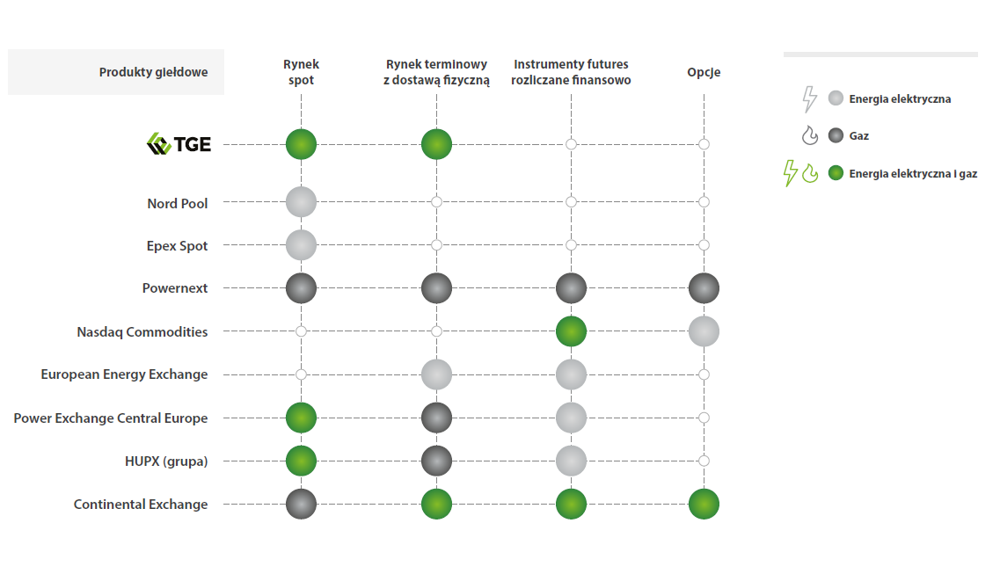 Produkty giełdowe
Rynek
spot
Rynek terminowy
z dostawą fizyczną
Instrumenty futures
rozliczane finansowo
Opcje
TGE
Nord Pool
Epex Spot
Powernext
Nasdaq Commodities
European Energy Exchange
Power Exchange Central Europe
HUPX (grupa)
Continental Exchange
Energia elektryczna
Gaz
Energia elektryczna i gaz